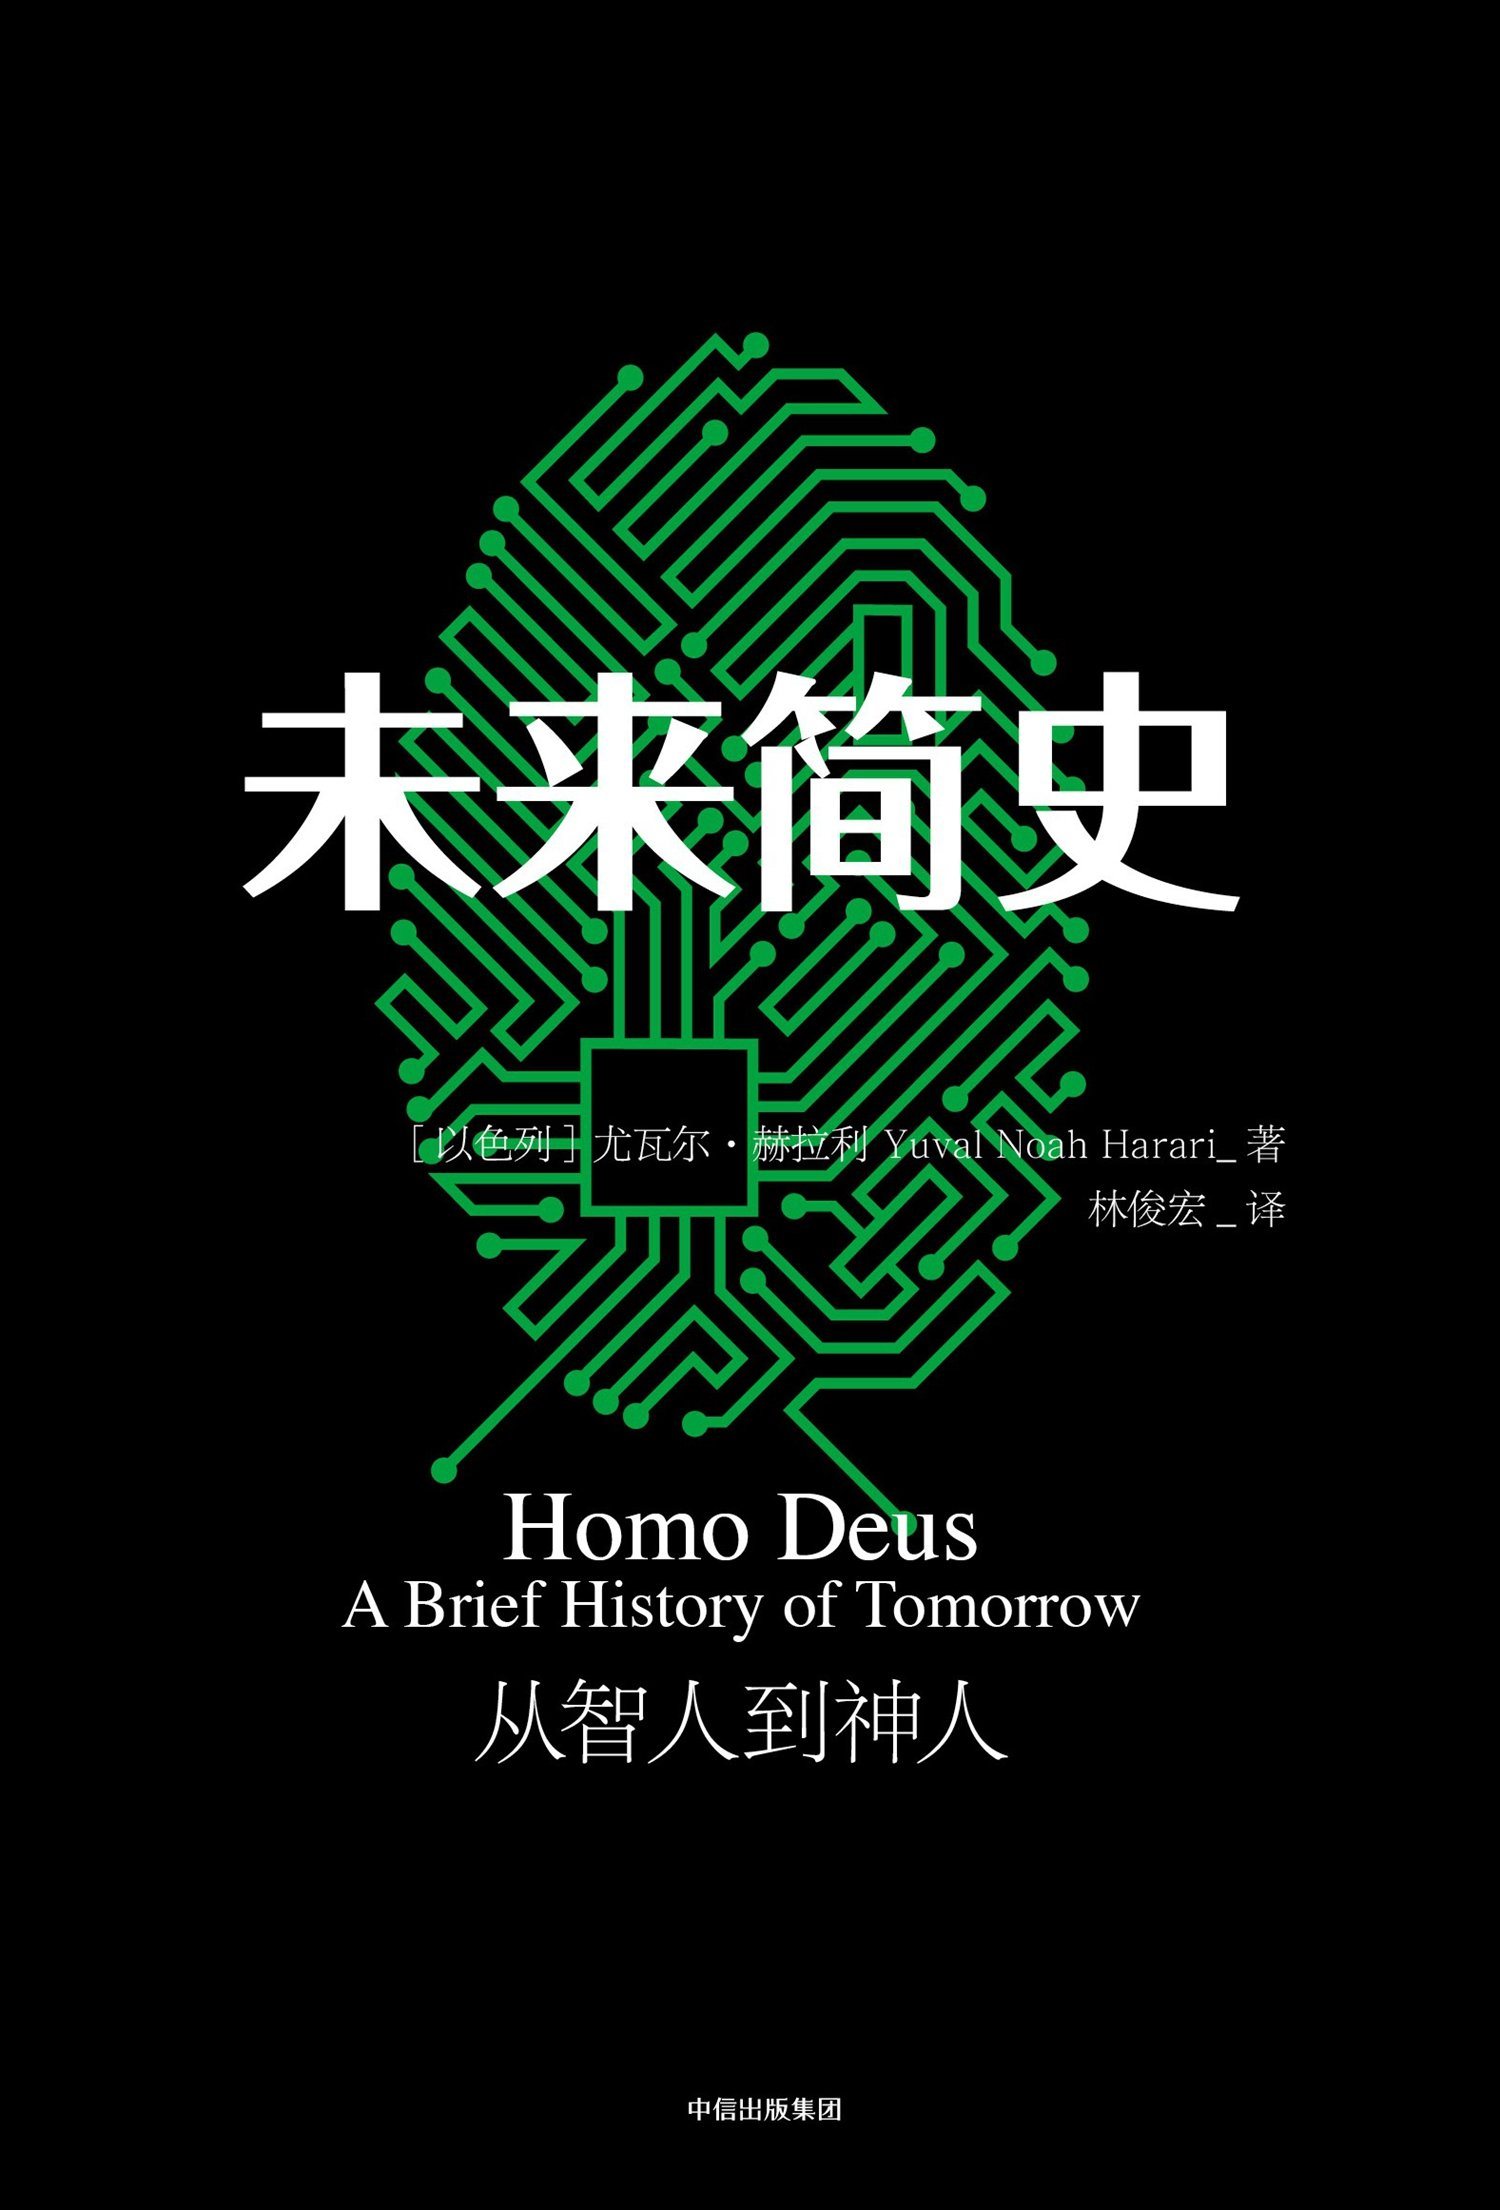 未来简史
[以色列] 尤瓦尔·赫拉利 Yuval Noah Harari_ 著
林俊宏 _ 译
Homo Deus
A Brief History of Tomorrow
从智人到神人
中信出版集团